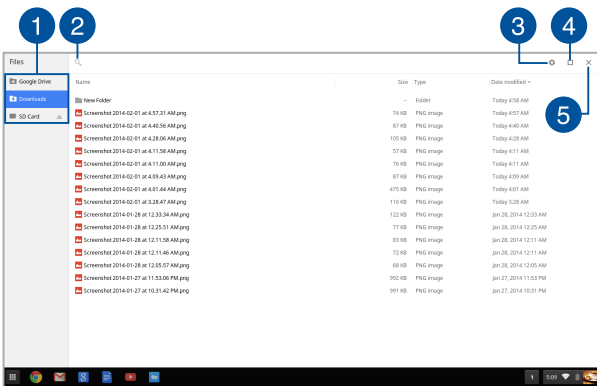 1 2 3 4
Files
Google Drive
Downloads
SD Card
Name Size Type Date modified
New Folder -- Folder Today 4:58 AM
Screenshot 2014-02-01 at 4.57.31 AM.png 74 KB PNG image Today 4:57 AM
Screenshot 2014-02-01 at 4.40.56 AM.png 87 KB PNG image Today 4:40 AM
Screenshot 2014-02-01 at 4.28.06 AM.png 105 KB PNG image Today 4:28 AM
Screenshot 2014-02-01 at 4.11.58 AM.png 57 KB PNG image Today 4:11 AM
Screenshot 2014-02-01 at 4.11.00 AM.png 76 KB PNG image Today 4:11 AM
Screenshot 2014-02-01 at 4.09.43 AM.png 87 KB PNG image Today 4:09 AM
Screenshot 2014-02-01 at 4.01.44 AM.png 475 KB PNG image Today 4:01 AM
Screenshot 2014-02-01 at 3.28.47 AM.png 116 KB PNG image Today 3:28 AM
Screenshot 2014-01-28 at 12.33.34 AM.png 122 KB PNG image Jan 28, 2014 12:33 AM
Screenshot 2014-01-28 at 12.25.51 AM.png 77 KB PNG image Jan 28, 2014 12:25 AM
Screenshot 2014-01-28 at 12.11.58 AM.png 83 KB PNG image Jan 28, 2014 12:11 AM
Screenshot 2014-01-28 at 12.11.46 AM.png 72 KB PNG image Jan 28, 2014 12:11 AM
Screenshot 2014-01-28 at 12.05.57 AM.png 68 KB PNG image Jan 28, 2014 12:05 AM
Screenshot 2014-01-27 at 11.53.06 PM.png 992 KB PNG image Jan 27, 2014 11:53 PM
Screenshot 2014-01-27 at 10.31.42 PM.png 991 KB PNG image Jan 27, 2014 10:31 PM
5
8 5:09